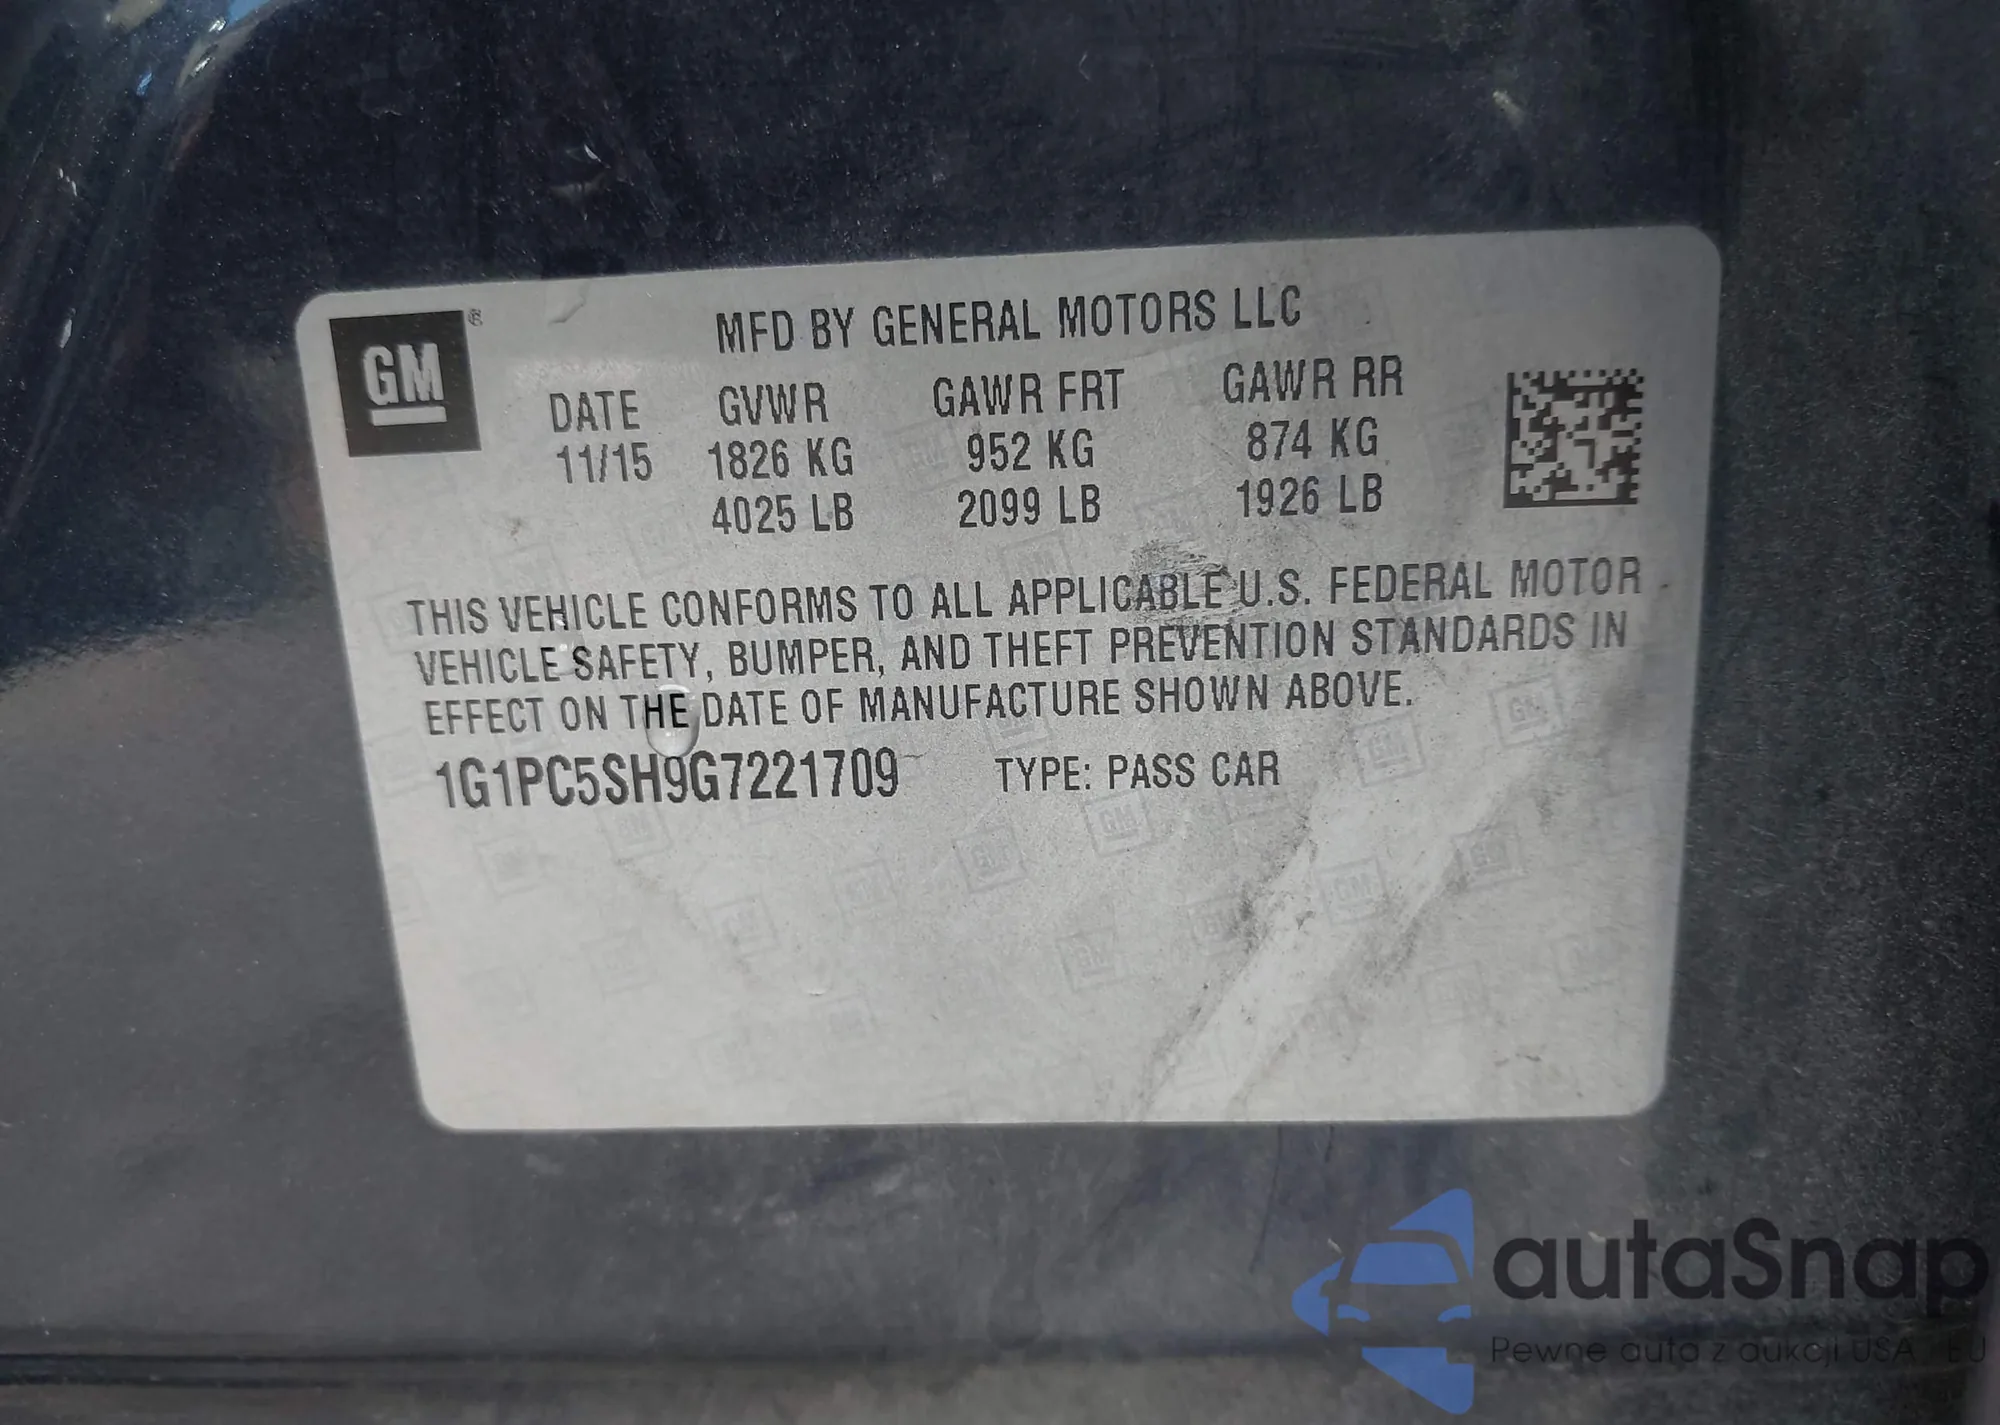 GM
MFD BY GENERAL MOTORS LLC
DATE GVWR GAWR FRT GAWR RR
11/15 1826 KG 952 KG 874 KG
4025 LB 2099 LB 1926 LB
THIS VEHICLE CONFORMS TO ALL APPLICABLE U.S. FEDERAL MOTOR
VEHICLE SAFETY, BUMPER, AND THEFT PREVENTION STANDARDS IN
EFFECT ON THE DATE OF MANUFACTURE SHOWN ABOVE.
1G1PC5SH9G7221709 TYPE: PASS CAR
autaSnap
Pewne auta z aukcji USA / EU